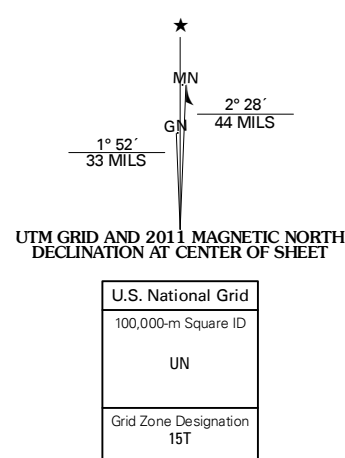 MN
GN
2° 28´
44 MILS
1° 52´
33 MILS
UTM GRID AND 2011 MAGNETIC NORTH
DECLINATION AT CENTER OF SHEET
U.S. National Grid
100,000-m Square ID
UN
Grid Zone Designation
15T